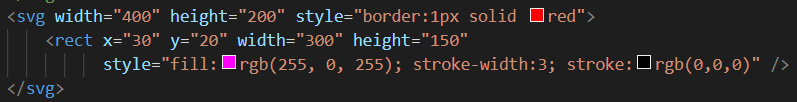 <svg width="400" height="200" style="border:1px solid red">
<rect x="30" y="20" width="300" height="150"
style="fill:rgb(255, 0, 255); stroke-width:3; stroke:rgb(0,0,0)" />
</svg>